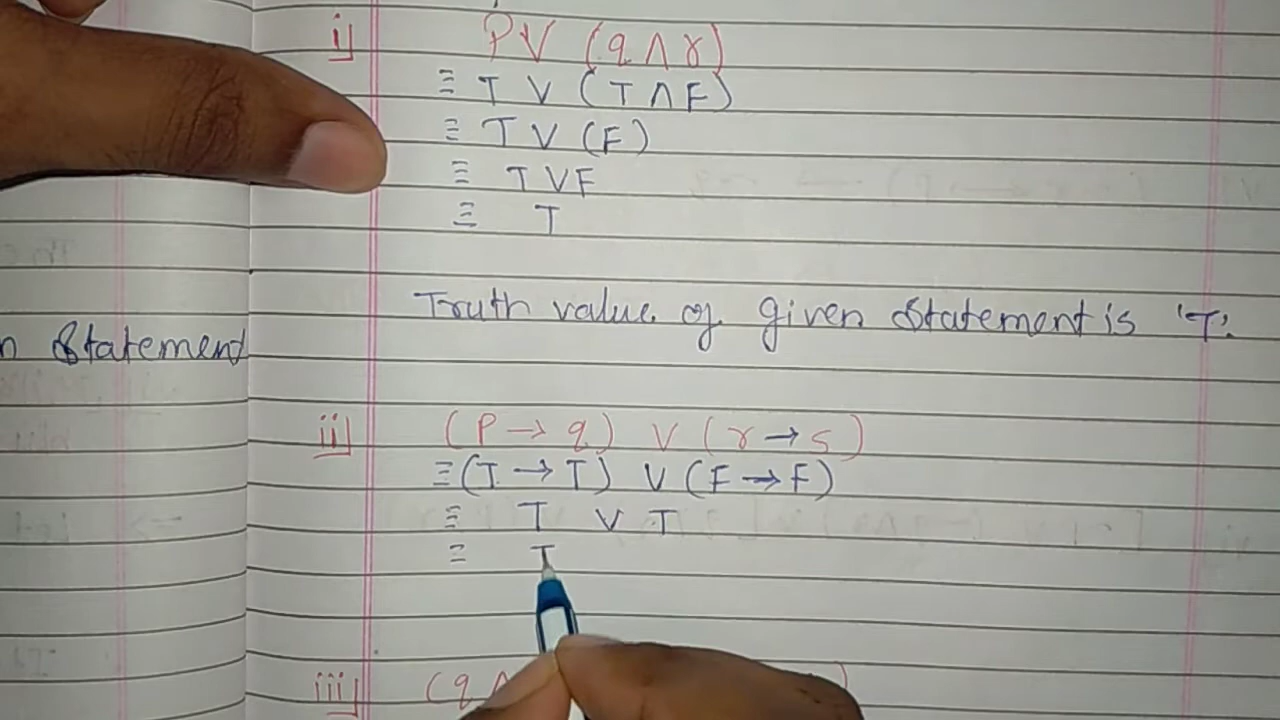 i] P V (q ∧ r)
≡ T V (T ∧ F)
≡ T V (F)
≡ T V F
≡ T
Truth value of given Statement is 'T'.
n Statement
ii] (P → q) V (r → s)
≡ (T → T) V (F → F)
≡ T V T
≡ T
iii] (q ∧ )